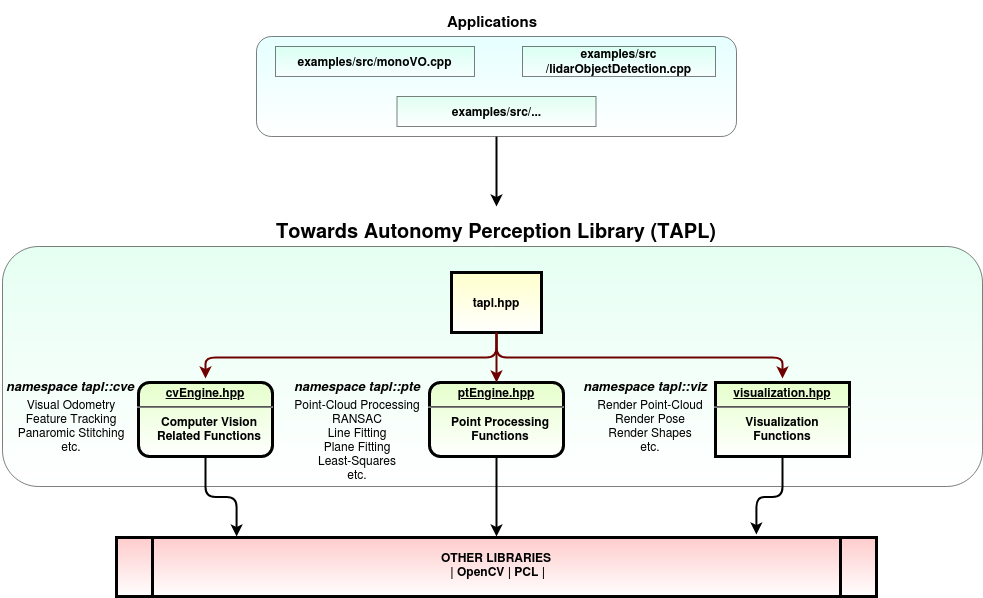 Applications
examples/src/monoVO.cpp
examples/src
/lidarObjectDetection.cpp
examples/src/...
Towards Autonomy Perception Library (TAPL)
tapl.hpp
namespace tapl::cve
Visual Odometry
Feature Tracking
Panaromic Stitching
etc.
cvEngine.hpp
Computer Vision
Related Functions
namespace tapl::pte
Point-Cloud Processing
RANSAC
Line Fitting
Plane Fitting
Least-Squares
etc.
ptEngine.hpp
Point Processing
Functions
namespace tapl::viz
Render Point-Cloud
Render Pose
Render Shapes
etc.
visualization.hpp
Visualization
Functions
OTHER LIBRARIES
| OpenCV | PCL |